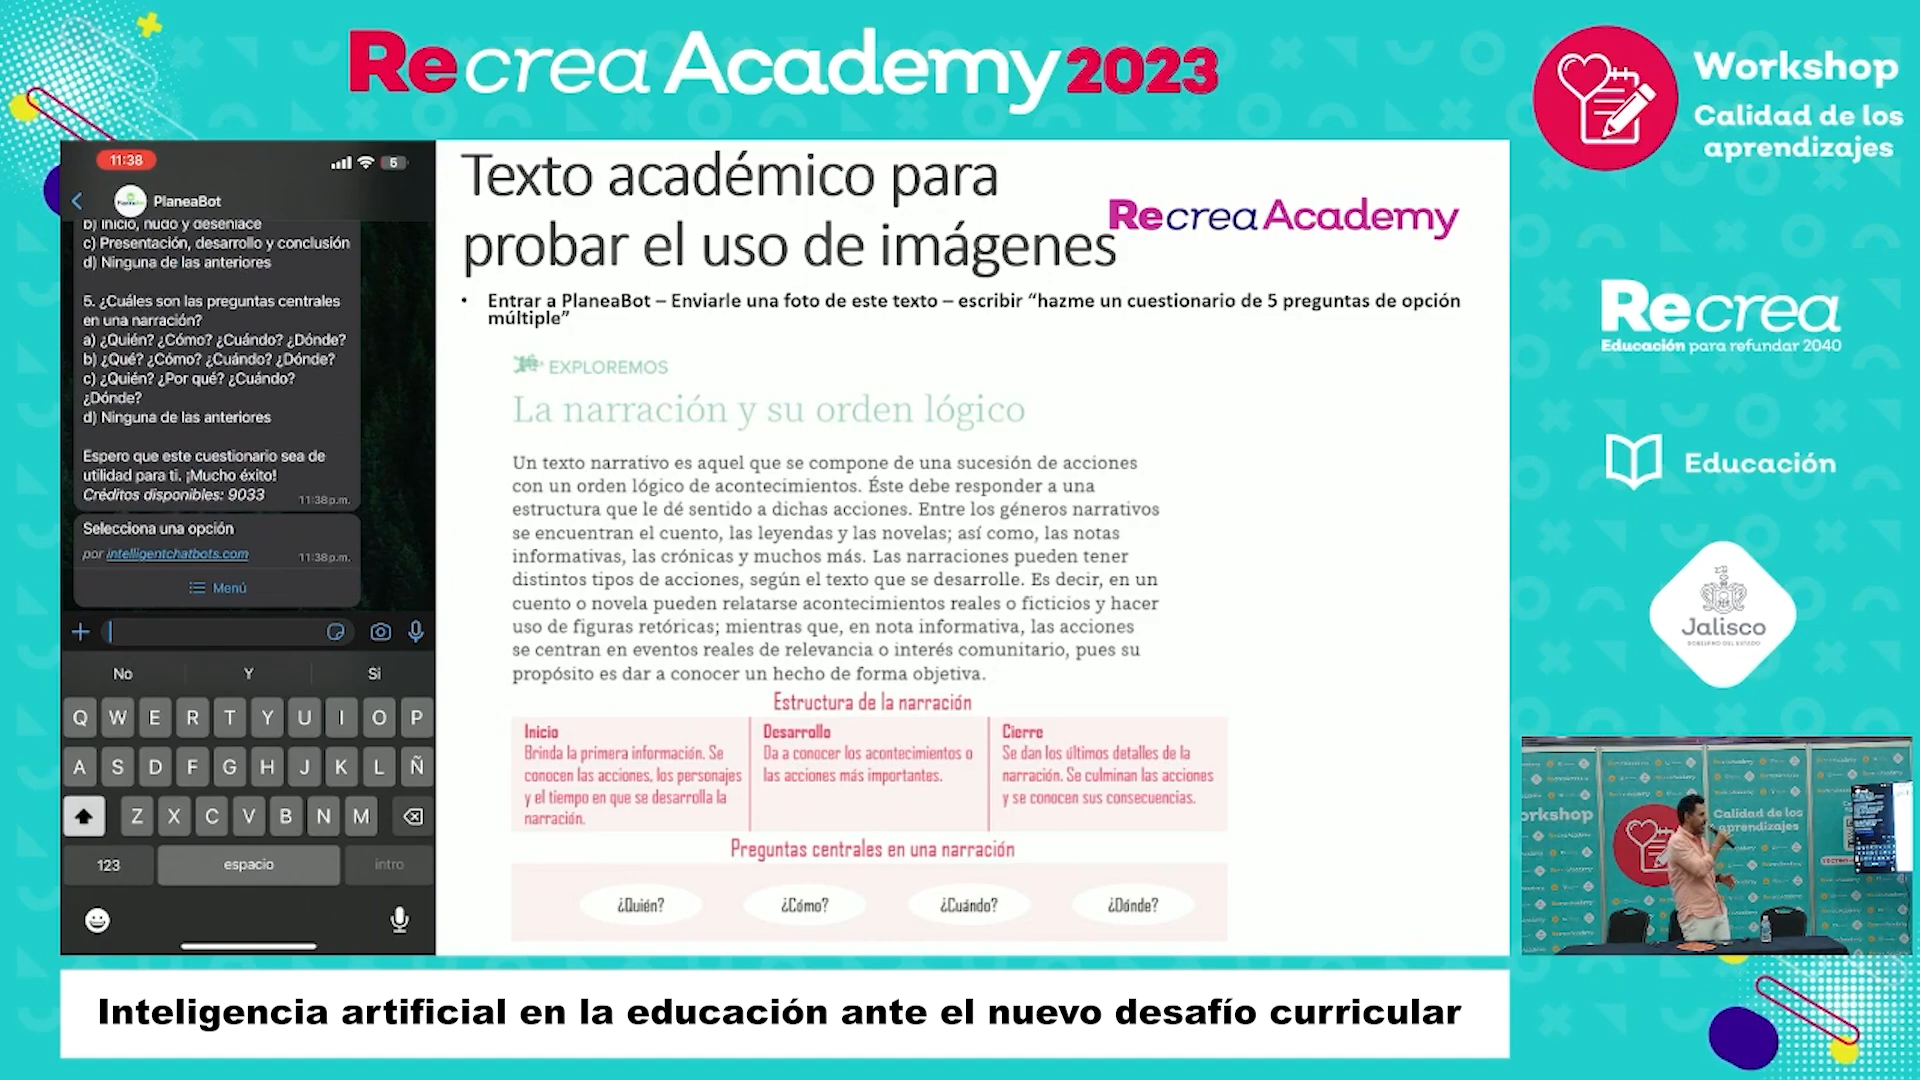 Recrea Academy 2023
Workshop
Calidad de los
aprendizajes
11:38
6
PlaneaBot
b) Inicio, nudo y desenlace
c) Presentación, desarrollo y conclusión
d) Ninguna de las anteriores
5. ¿Cuáles son las preguntas centrales
en una narración?
a) ¿Quién? ¿Cómo? ¿Cuándo? ¿Dónde?
b) ¿Qué? ¿Cómo? ¿Cuándo? ¿Dónde?
c) ¿Quién? ¿Por qué? ¿Cuándo?
¿Dónde?
d) Ninguna de las anteriores
Espero que este cuestionario sea de
utilidad para ti. ¡Mucho éxito!
Créditos disponibles: 9033
11:38 p.m.
Selecciona una opción
por intelligentchatbots.com
11:38 p.m.
Menú
No Y Si
Q W E R T Y U I O P
A S D F G H J K L Ñ
Z X C V B N M
123 espacio intro
Texto académico para
probar el uso de imágenes
Recrea Academy
• Entrar a PlaneaBot – Enviarle una foto de este texto – escribir “hazme un cuestionario de 5 preguntas de opción
múltiple”
EXPLOREMOS
La narración y su orden lógico
Un texto narrativo es aquel que se compone de una sucesión de acciones
con un orden lógico de acontecimientos. Éste debe responder a una
estructura que le dé sentido a dichas acciones. Entre los géneros narrativos
se encuentran el cuento, las leyendas y las novelas; así como, las notas
informativas, las crónicas y muchos más. Las narraciones pueden tener
distintos tipos de acciones, según el texto que se desarrolle. Es decir, en un
cuento o novela pueden relatarse acontecimientos reales o ficticios y hacer
uso de figuras retóricas; mientras que, en nota informativa, las acciones
se centran en eventos reales de relevancia o interés comunitario, pues su
propósito es dar a conocer un hecho de forma objetiva.
Estructura de la narración
Inicio
Brinda la primera información. Se
conocen las acciones, los personajes
y el tiempo en que se desarrolla la
narración.
Desarrollo
Da a conocer los acontecimientos o
las acciones más importantes.
Cierre
Se dan los últimos detalles de la
narración. Se culminan las acciones
y se conocen sus consecuencias.
Preguntas centrales en una narración
¿Quién? ¿Cómo? ¿Cuándo? ¿Dónde?
Recrea
Educación para refundar 2040
Educación
Jalisco
GOBIERNO DEL ESTADO
orkshop
Calidad de los
aprendizajes
Inteligencia artificial en la educación ante el nuevo desafío curricular